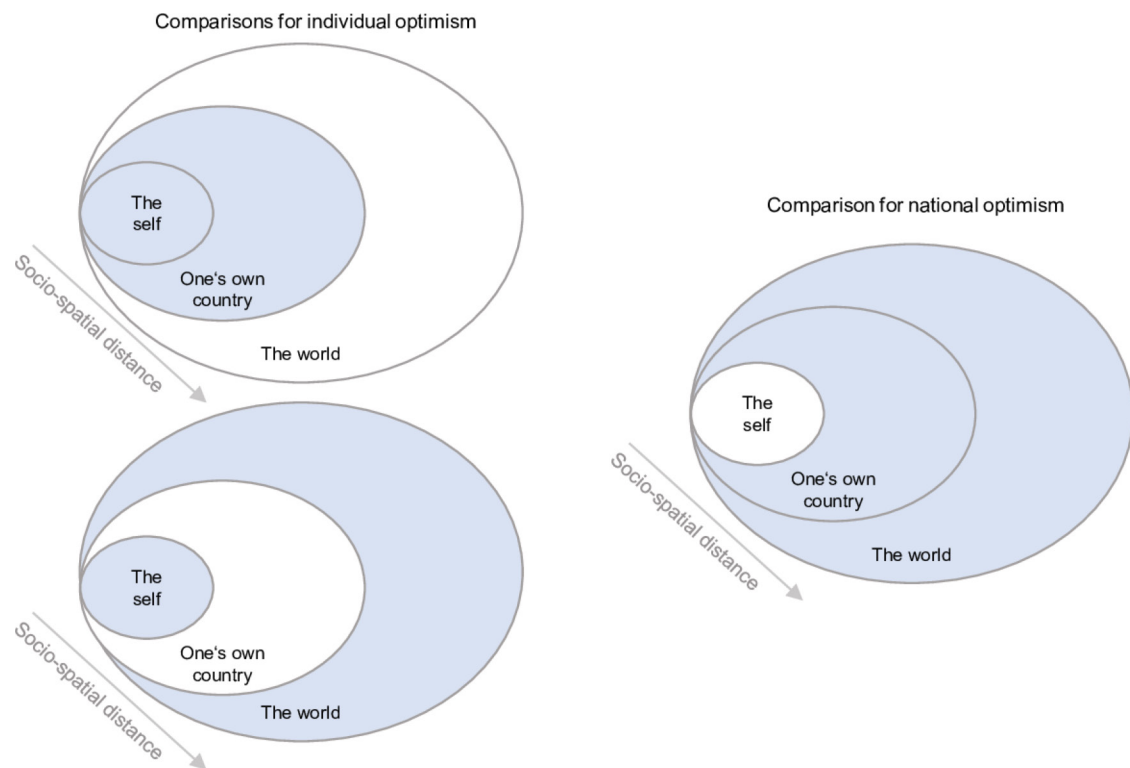 Comparisons for individual optimism
The
self
One‘s own
country
The world
Socio-spatial distance
The
self
One‘s own
country
The world
Socio-spatial distance
Comparison for national optimism
The
self
One‘s own
country
The world
Socio-spatial distance